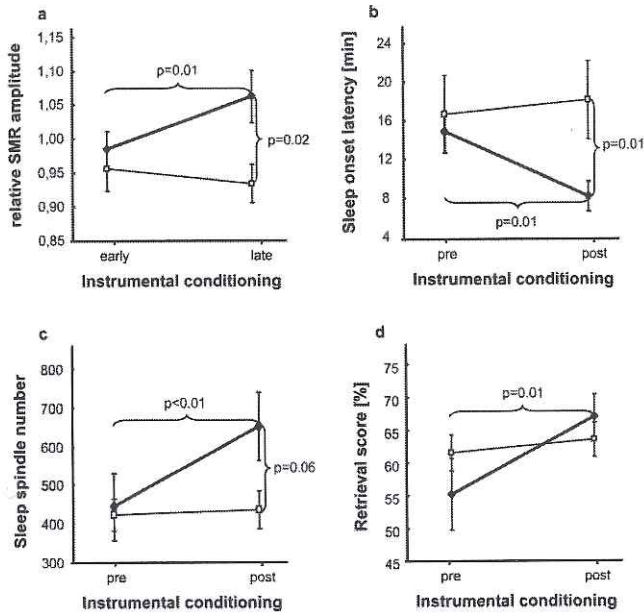 a
relative SMR amplitude
1,15
1,10
1,05
1,00
0,95
0,90
0,85
p=0.01
p=0.02
early late
Instrumental conditioning
b
Sleep onset latency [min]
24
20
16
12
8
4
p=0.01
p=0.01
pre post
Instrumental conditioning
c
Sleep spindle number
800
700
600
500
400
300
p<0.01
p=0.06
pre post
Instrumental conditioning
d
Retrieval score [%]
75
70
65
60
55
50
45
p=0.01
pre post
Instrumental conditioning